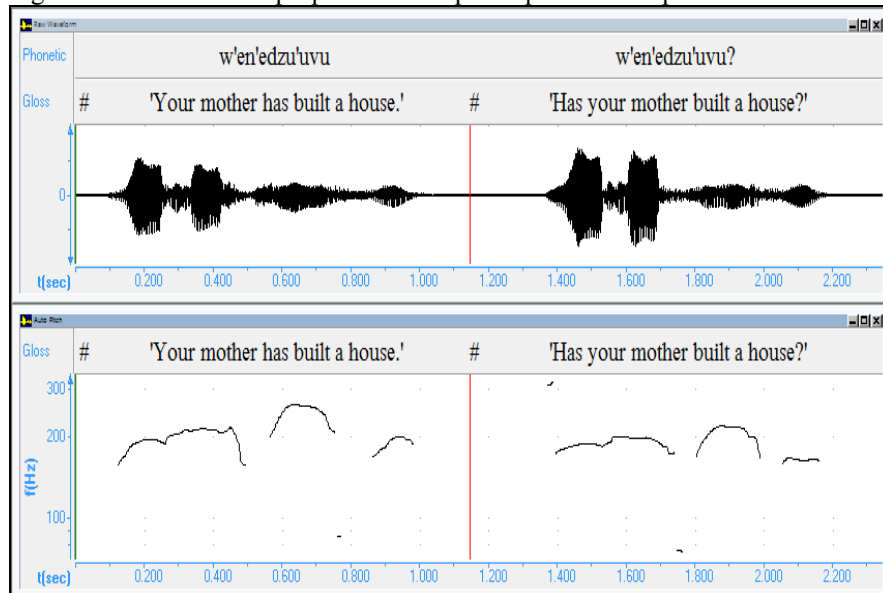 Raw Waveform
Phonetic w'en'edzu'uvu w'en'edzu'uvu?
Gloss # 'Your mother has built a house.' # 'Has your mother built a house?'
0
t(sec) 0.200 0.400 0.600 0.800 1.000 1.200 1.400 1.600 1.800 2.000 2.200
Auto Pitch
Gloss # 'Your mother has built a house.' # 'Has your mother built a house?'
300
200
f(Hz)
100
t(sec) 0.200 0.400 0.600 0.800 1.000 1.200 1.400 1.600 1.800 2.000 2.200